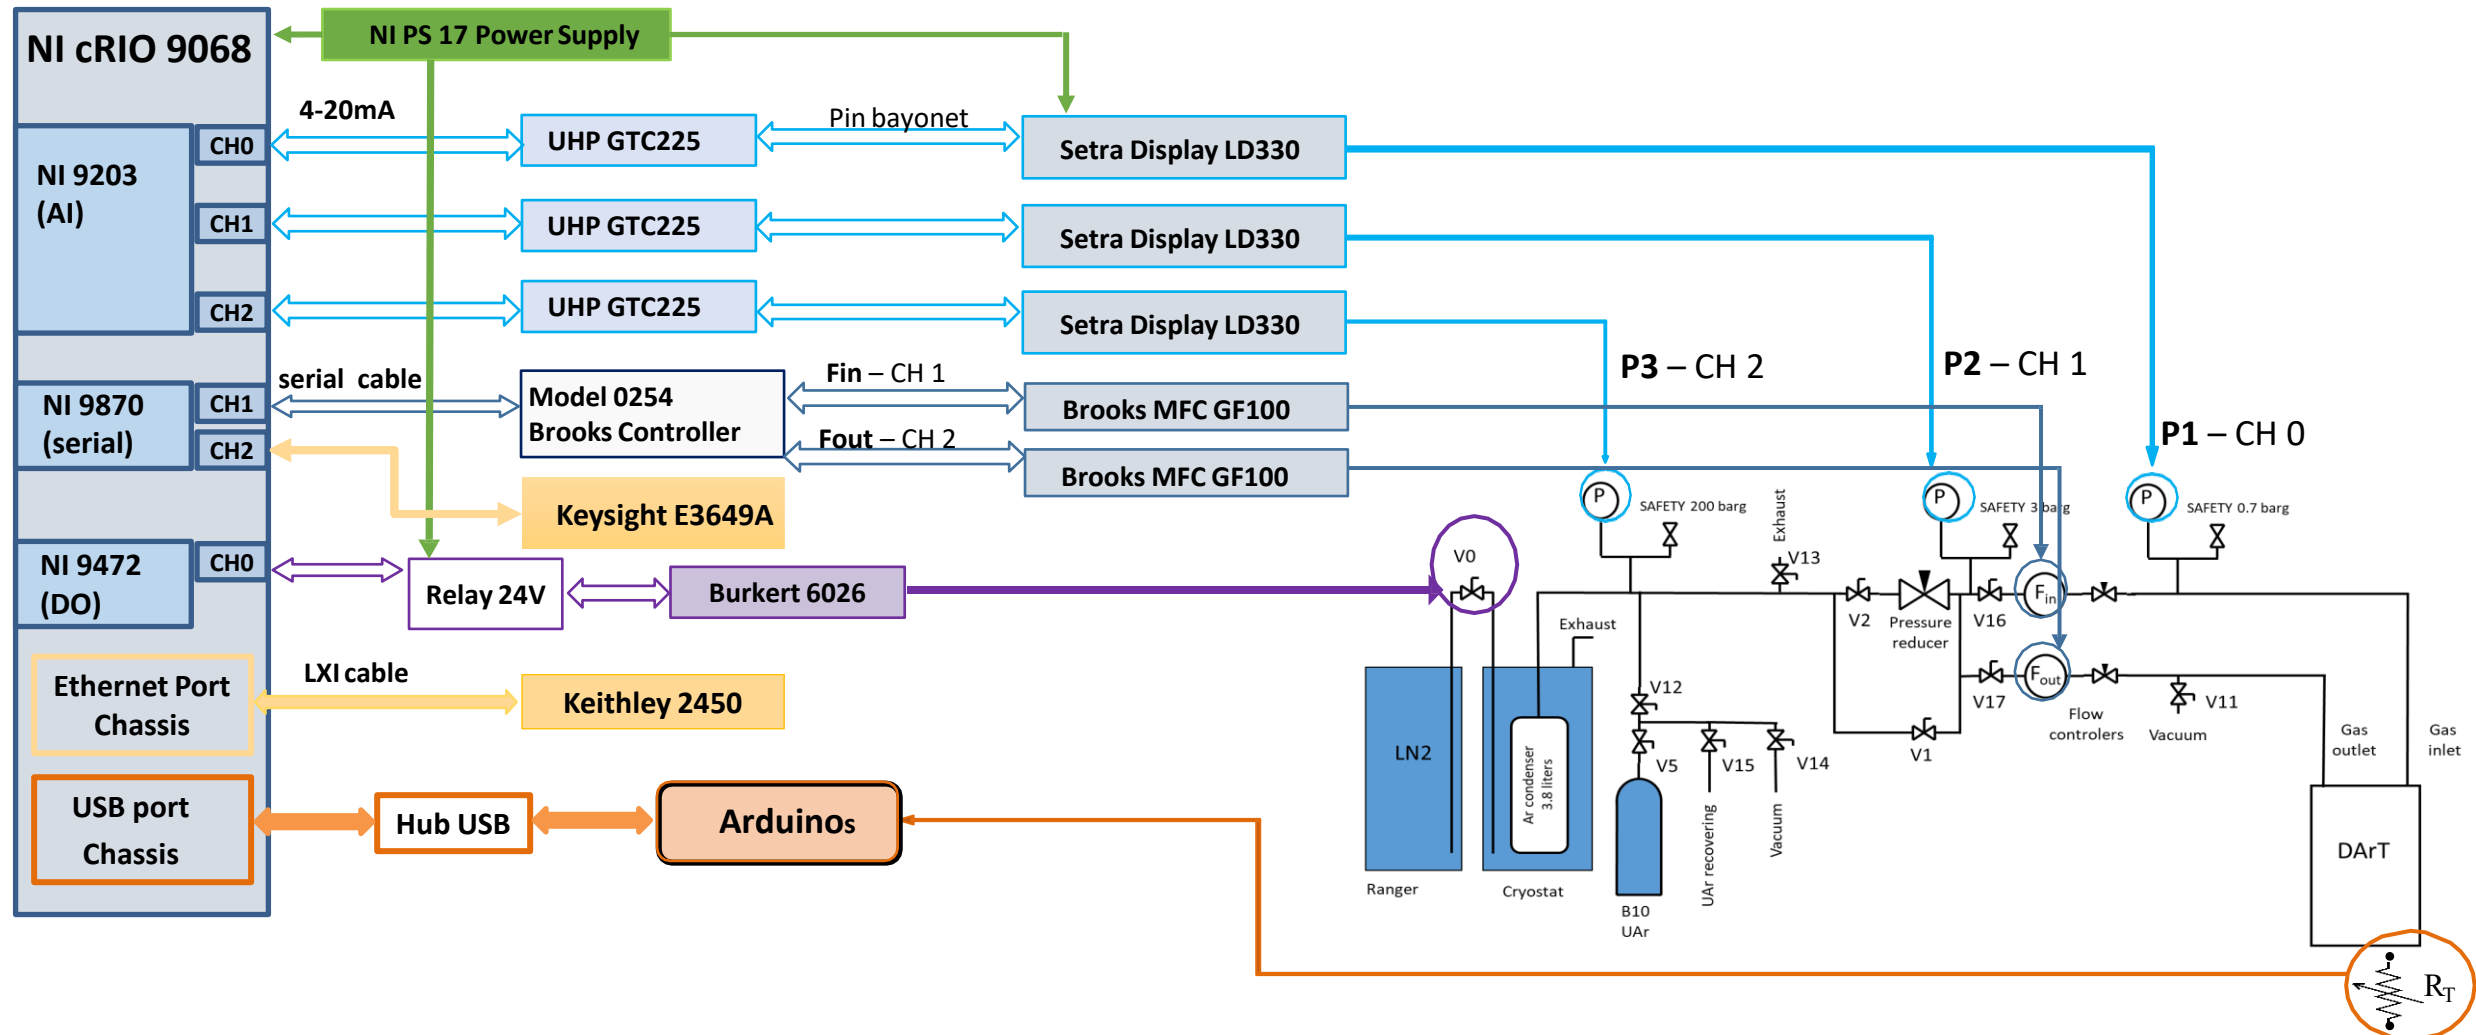 NI cRIO 9068
NI PS 17 Power Supply
4-20mA
Pin bayonet
NI 9203
(AI)
CH0
CH1
CH2
UHP GTC225
UHP GTC225
UHP GTC225
Setra Display LD330
Setra Display LD330
Setra Display LD330
P3 – CH 2
P2 – CH 1
P1 – CH 0
serial cable
NI 9870
(serial)
CH1
CH2
Model 0254
Brooks Controller
Fin – CH 1
Fout – CH 2
Brooks MFC GF100
Brooks MFC GF100
Keysight E3649A
NI 9472
(DO)
CH0
Relay 24V
Burkert 6026
Ethernet Port
Chassis
LXI cable
Keithley 2450
USB port
Chassis
Hub USB
Arduinos
P
SAFETY 200 barg
Exhaust
P
SAFETY 3 barg
P
SAFETY 0.7 barg
V0
V13
V2
Pressure
reducer
V16
Fin
Exhaust
V12
V17
Fout
V11
Flow
controlers
Vacuum
Gas
outlet
Gas
inlet
LN2
Ar condenser
3.8 liters
V5
V15
V14
V1
UAr recovering
Vacuum
DArT
Ranger
Cryostat
B10
UAr
RT